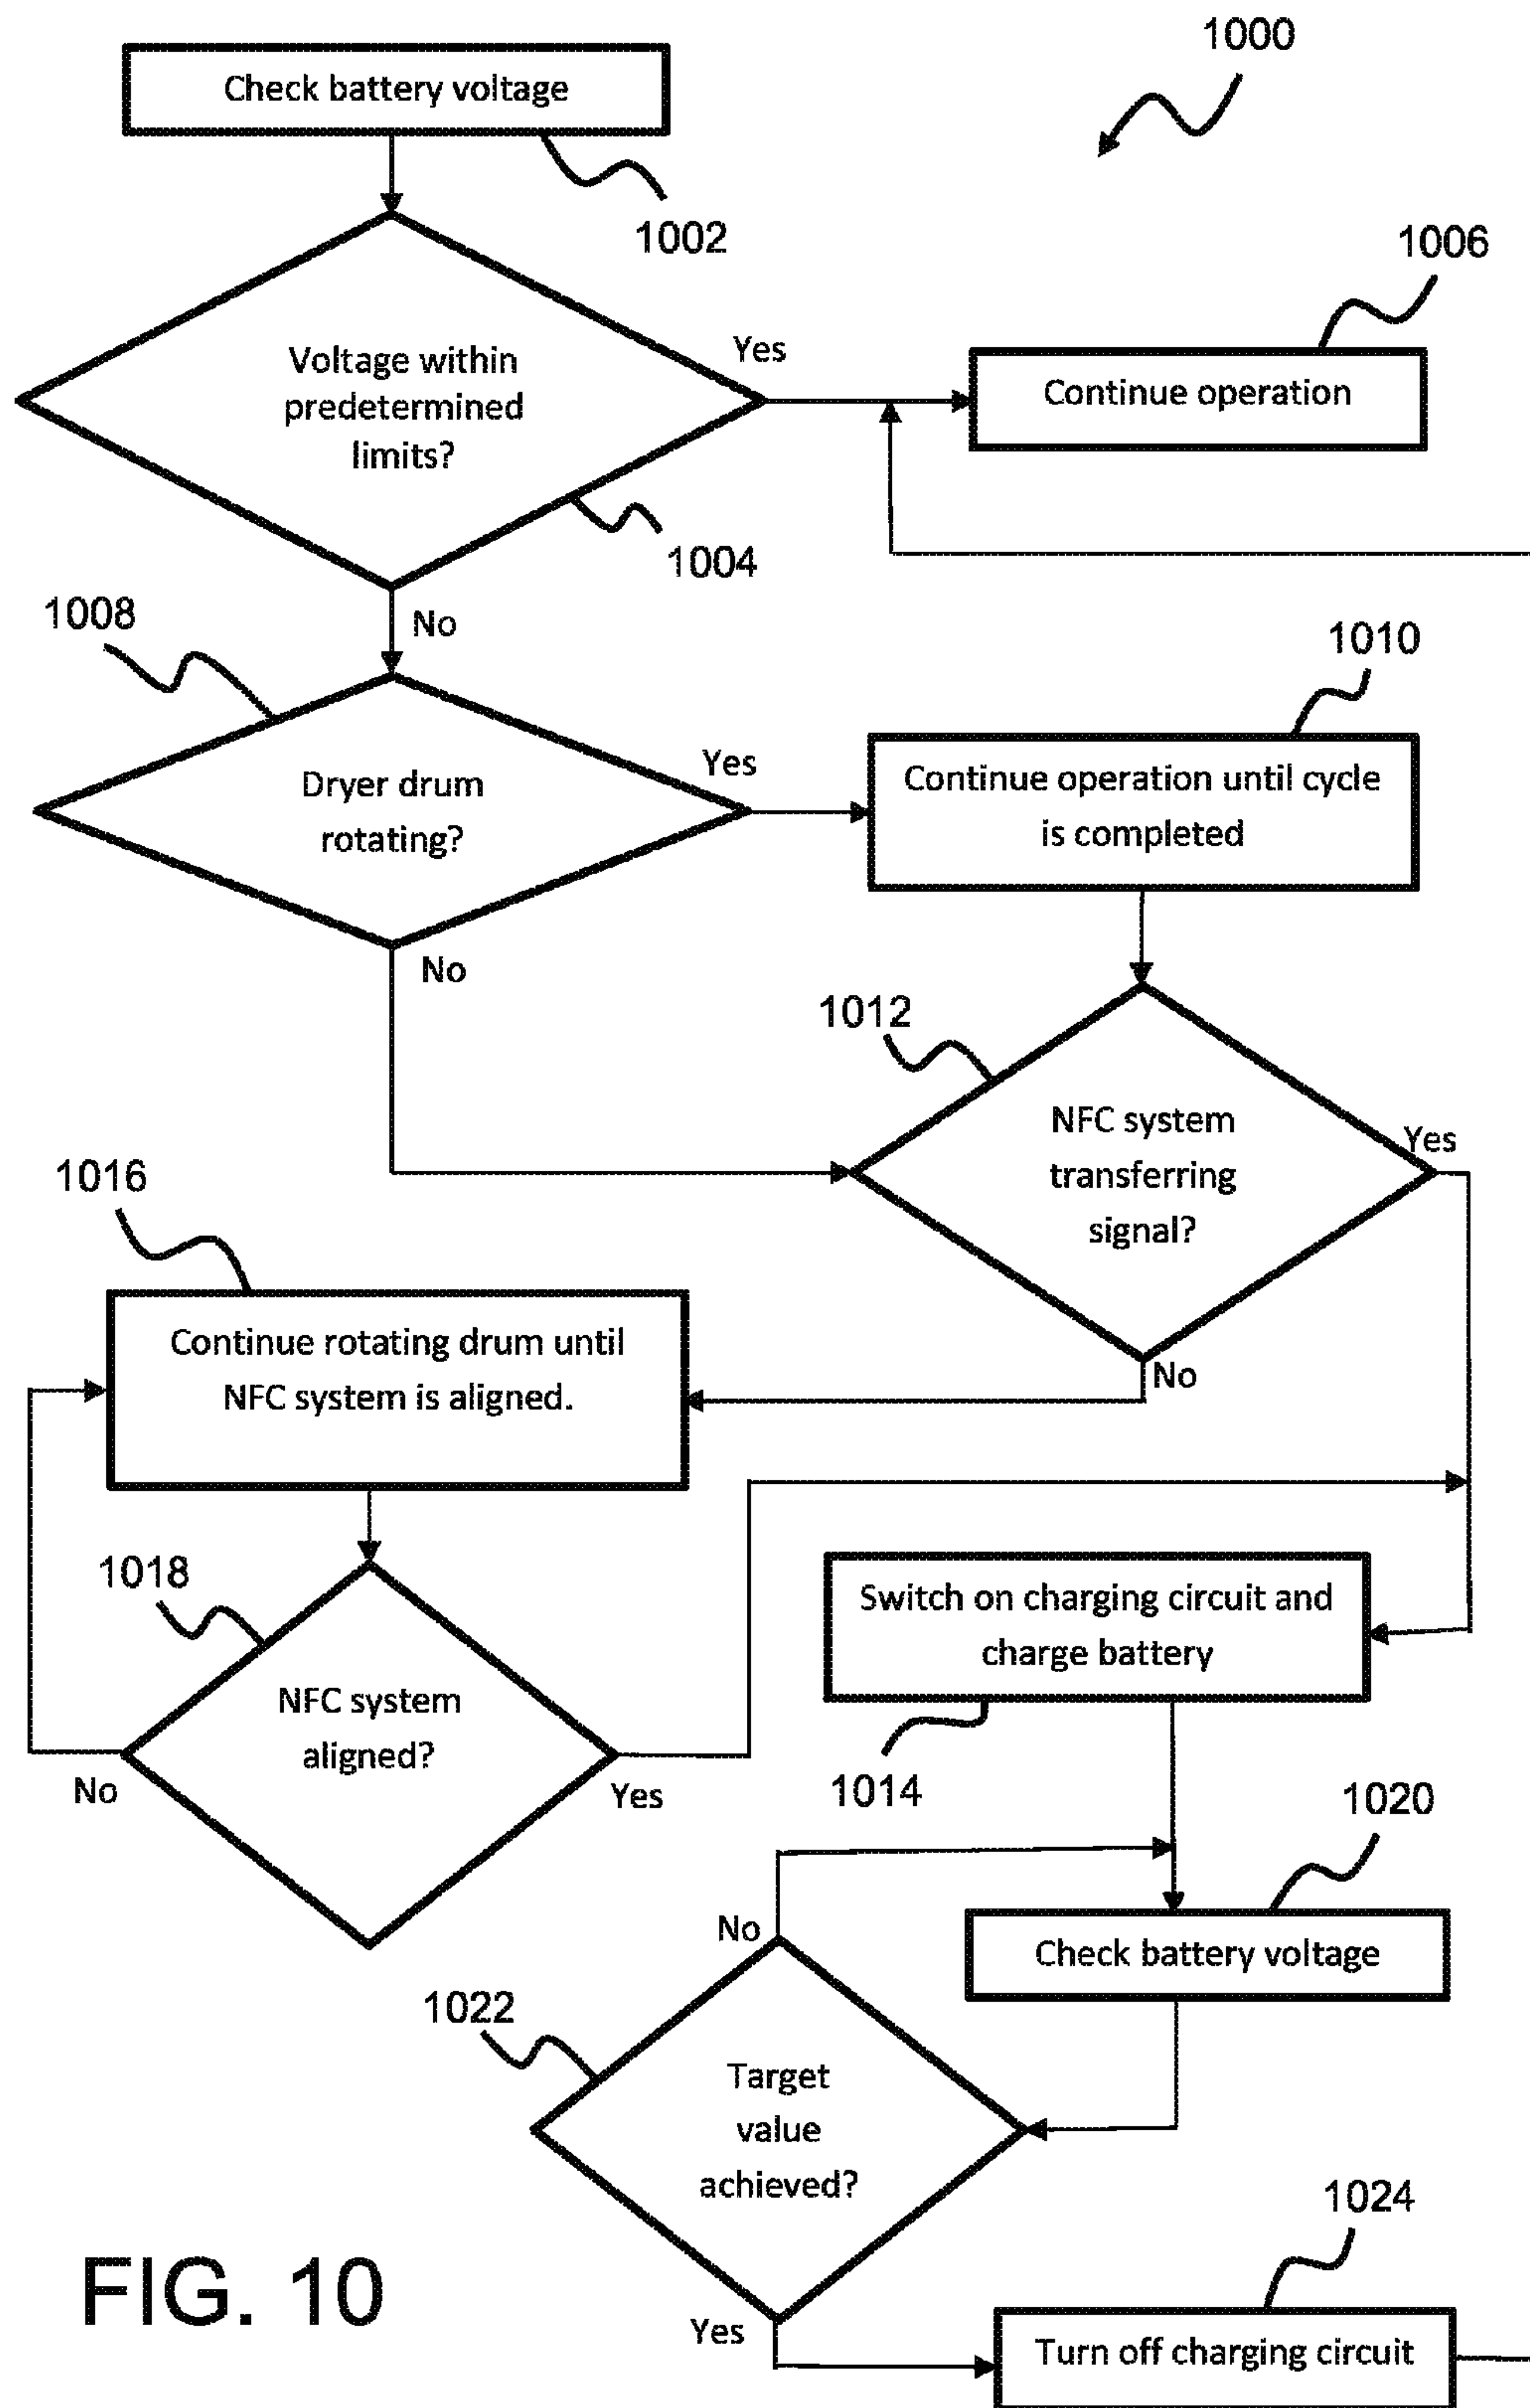 1000
Check battery voltage
1002
1006
Voltage within
predetermined
limits?
Yes
Continue operation
1004
No
1008
1010
Dryer drum
rotating?
Yes
Continue operation until cycle
is completed
No
1012
NFC system
transferring
signal?
Yes
No
1016
Continue rotating drum until
NFC system is aligned.
1018
NFC system
aligned?
No
Yes
Switch on charging circuit and
charge battery
1014
1020
Check battery voltage
No
1022
Target
value
achieved?
Yes
1024
Turn off charging circuit
FIG. 10